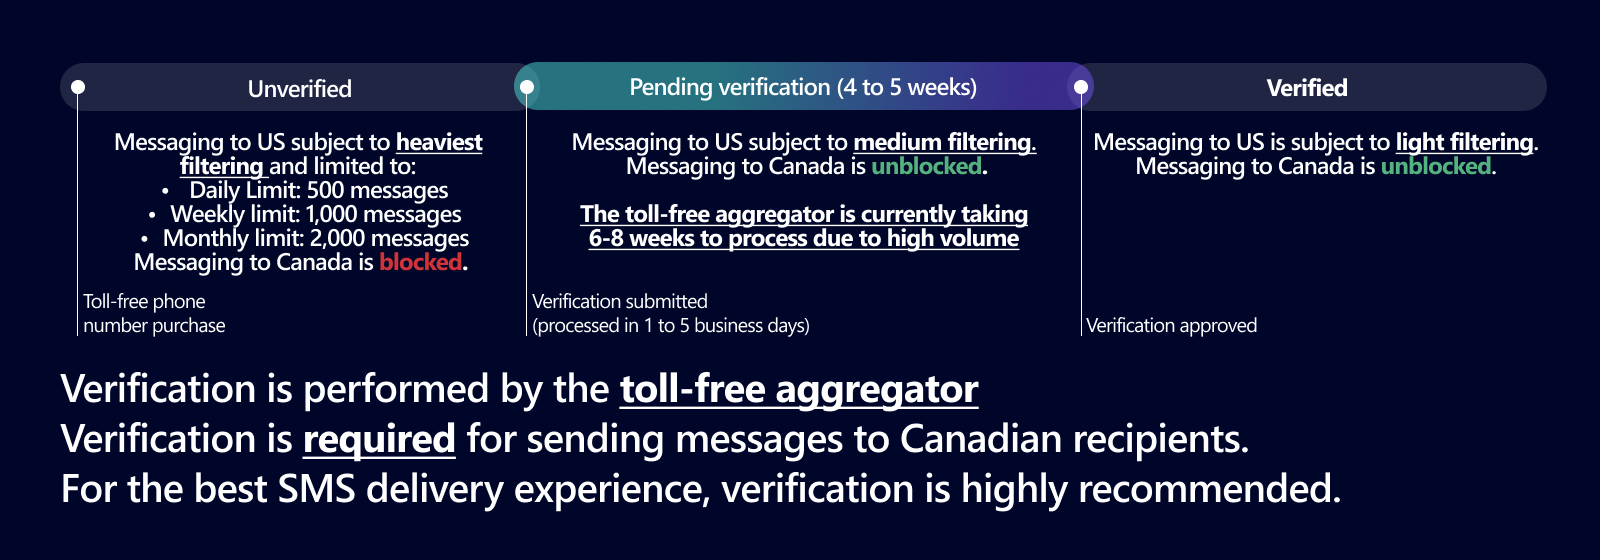 Unverified
Pending verification (4 to 5 weeks)
Verified
Messaging to US subject to heaviest
filtering and limited to:
• Daily Limit: 500 messages
• Weekly limit: 1,000 messages
• Monthly limit: 2,000 messages
Messaging to Canada is blocked.
Messaging to US subject to medium filtering.
Messaging to Canada is unblocked.
The toll-free aggregator is currently taking
6-8 weeks to process due to high volume
Messaging to US is subject to light filtering.
Messaging to Canada is unblocked.
Toll-free phone
number purchase
Verification submitted
(processed in 1 to 5 business days)
Verification approved
Verification is performed by the toll-free aggregator
Verification is required for sending messages to Canadian recipients.
For the best SMS delivery experience, verification is highly recommended.